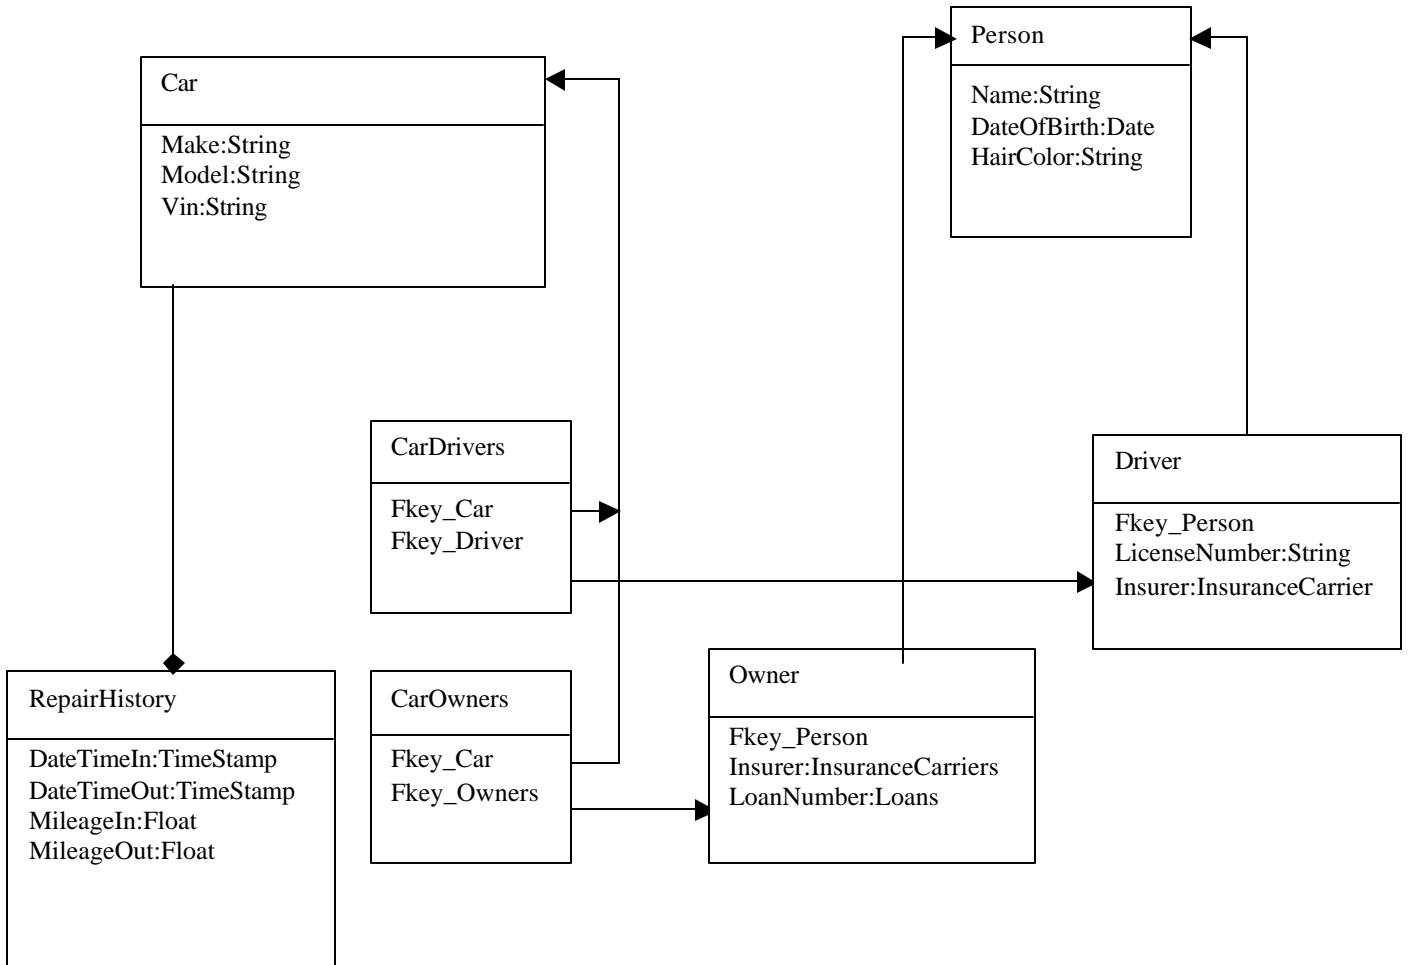 Person
Name:String
DateOfBirth:Date
HairColor:String
Car
Make:String
Model:String
Vin:String
CarDrivers
Fkey_Car
Fkey_Driver
Driver
Fkey_Person
LicenseNumber:String
Insurer:InsuranceCarrier
RepairHistory
DateTimeIn:TimeStamp
DateTimeOut:TimeStamp
MileageIn:Float
MileageOut:Float
CarOwners
Fkey_Car
Fkey_Owners
Owner
Fkey_Person
Insurer:InsuranceCarriers
LoanNumber:Loans